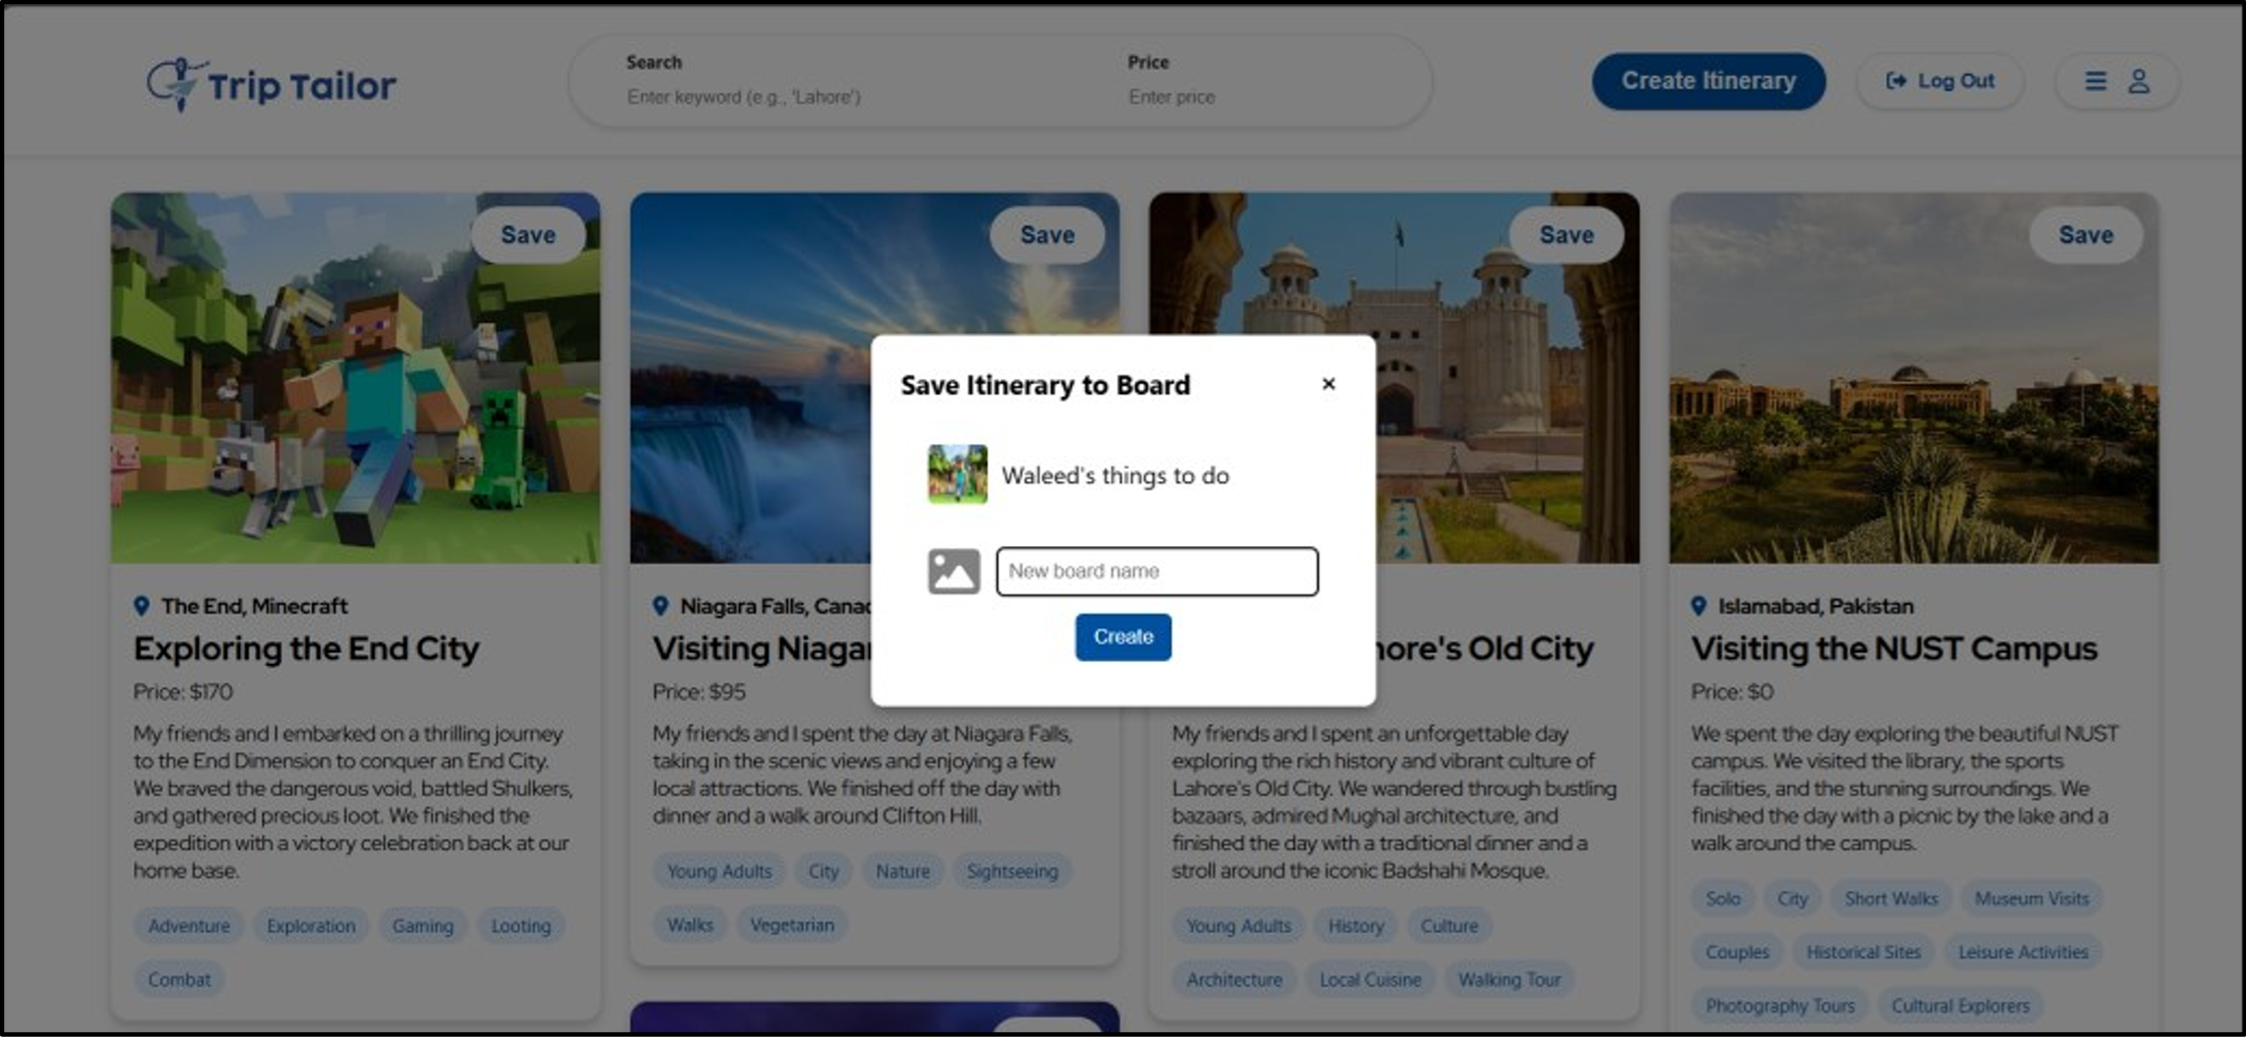 Trip Tailor
Search
Enter keyword (e.g., 'Lahore')
Price
Enter price
Create Itinerary
Log Out
Save
Save
Save
Save
Save Itinerary to Board
×
Waleed's things to do
New board name
Create
The End, Minecraft
Exploring the End City
Price: $170
My friends and I embarked on a thrilling journey
to the End Dimension to conquer an End City.
We braved the dangerous void, battled Shulkers,
and gathered precious loot. We finished the
expedition with a victory celebration back at our
home base.
Adventure Exploration Gaming Looting
Combat
Niagara Falls, Canad
Visiting Niagar
Price: $95
My friends and I spent the day at Niagara Falls,
taking in the scenic views and enjoying a few
local attractions. We finished off the day with
dinner and a walk around Clifton Hill.
Young Adults City Nature Sightseeing
Walks Vegetarian
hore's Old City
My friends and I spent an unforgettable day
exploring the rich history and vibrant culture of
Lahore's Old City. We wandered through bustling
bazaars, admired Mughal architecture, and
finished the day with a traditional dinner and a
stroll around the iconic Badshahi Mosque.
Young Adults History Culture
Architecture Local Cuisine Walking Tour
Islamabad, Pakistan
Visiting the NUST Campus
Price: $0
We spent the day exploring the beautiful NUST
campus. We visited the library, the sports
facilities, and the stunning surroundings. We
finished the day with a picnic by the lake and a
walk around the campus.
Solo City Short Walks Museum Visits
Couples Historical Sites Leisure Activities
Photography Tours Cultural Explorers